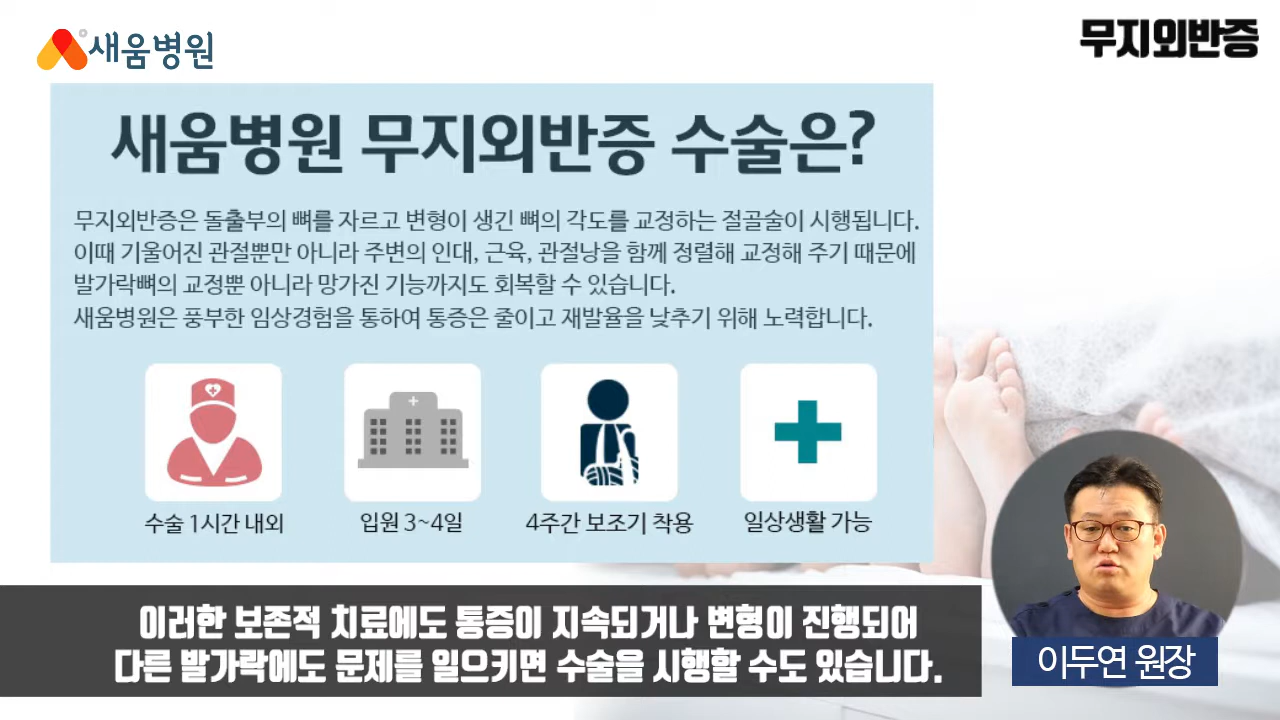 새움병원
무지외반증
새움병원 무지외반증 수술은?
무지외반증은 돌출부의 뼈를 자르고 변형이 생긴 뼈의 각도를 교정하는 절골술이 시행됩니다.
이때 기울어진 관절뿐만 아니라 주변의 인대, 근육, 관절낭을 함께 정렬해 교정해 주기 때문에
발가락뼈의 교정뿐 아니라 망가진 기능까지도 회복할 수 있습니다.
새움병원은 풍부한 임상경험을 통하여 통증은 줄이고 재발율을 낮추기 위해 노력합니다.
수술 1시간 내외
입원 3~4일
4주간 보조기 착용
일상생활 가능
이러한 보존적 치료에도 통증이 지속되거나 변형이 진행되어
다른 발가락에도 문제를 일으키면 수술을 시행할 수도 있습니다.
이두연 원장